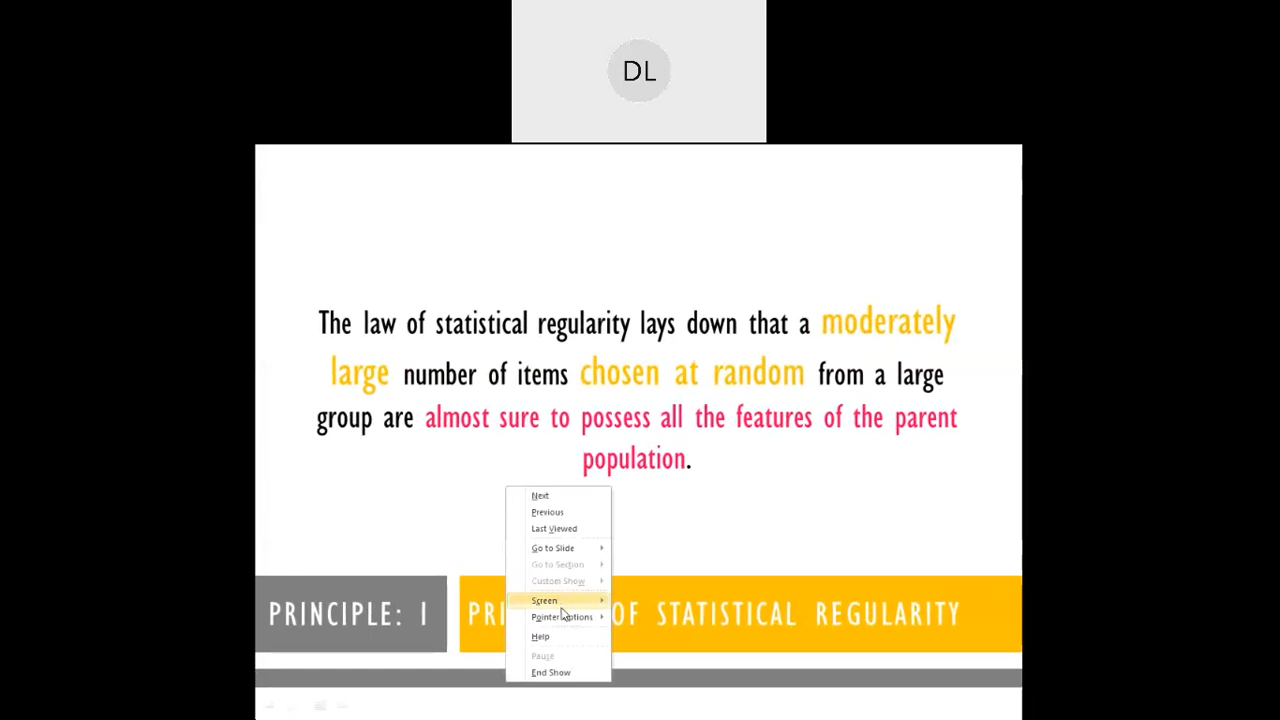 DL
The law of statistical regularity lays down that a moderately
large number of items chosen at random from a large
group are almost sure to possess all the features of the parent
population.
Next
Previous
Last Viewed
Go to Slide
Go to Section
Custom Show
Screen
Pointer Options
Help
Pause
End Show
PRINCIPLE: I
OF STATISTICAL REGULARITY